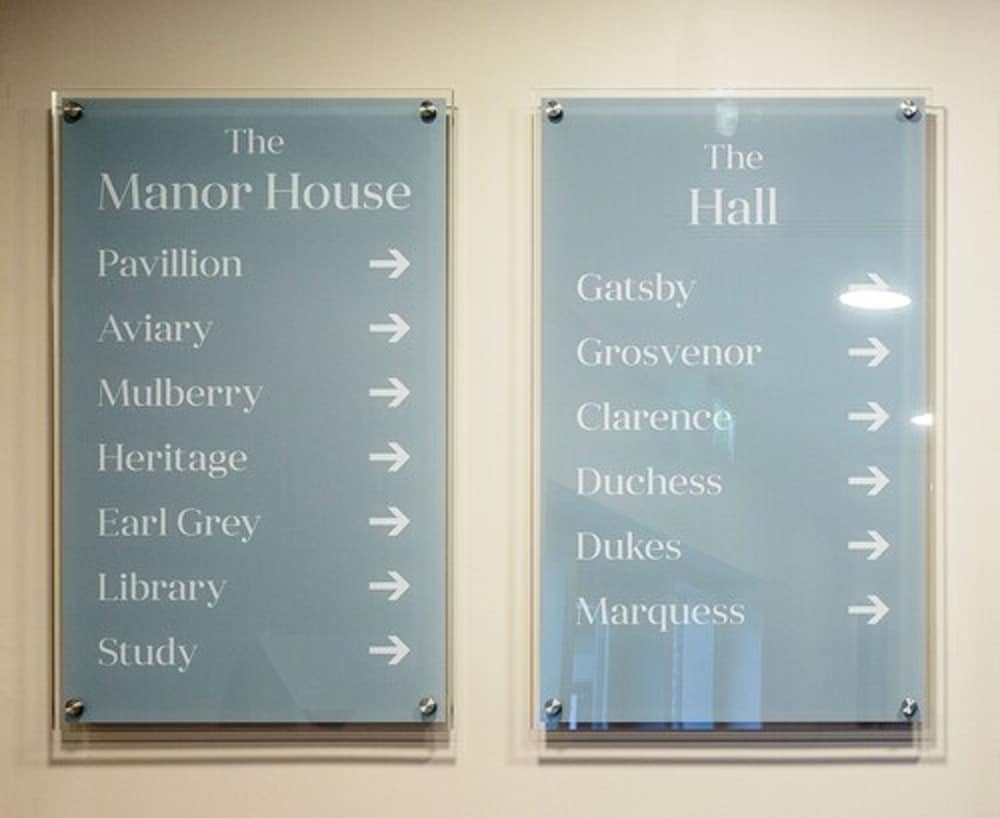 The
Manor House
Pavillion →
Aviary →
Mulberry →
Heritage →
Earl Grey →
Library →
Study →
The
Hall
Gatsby →
Grosvenor →
Clarence →
Duchess →
Dukes →
Marquess →